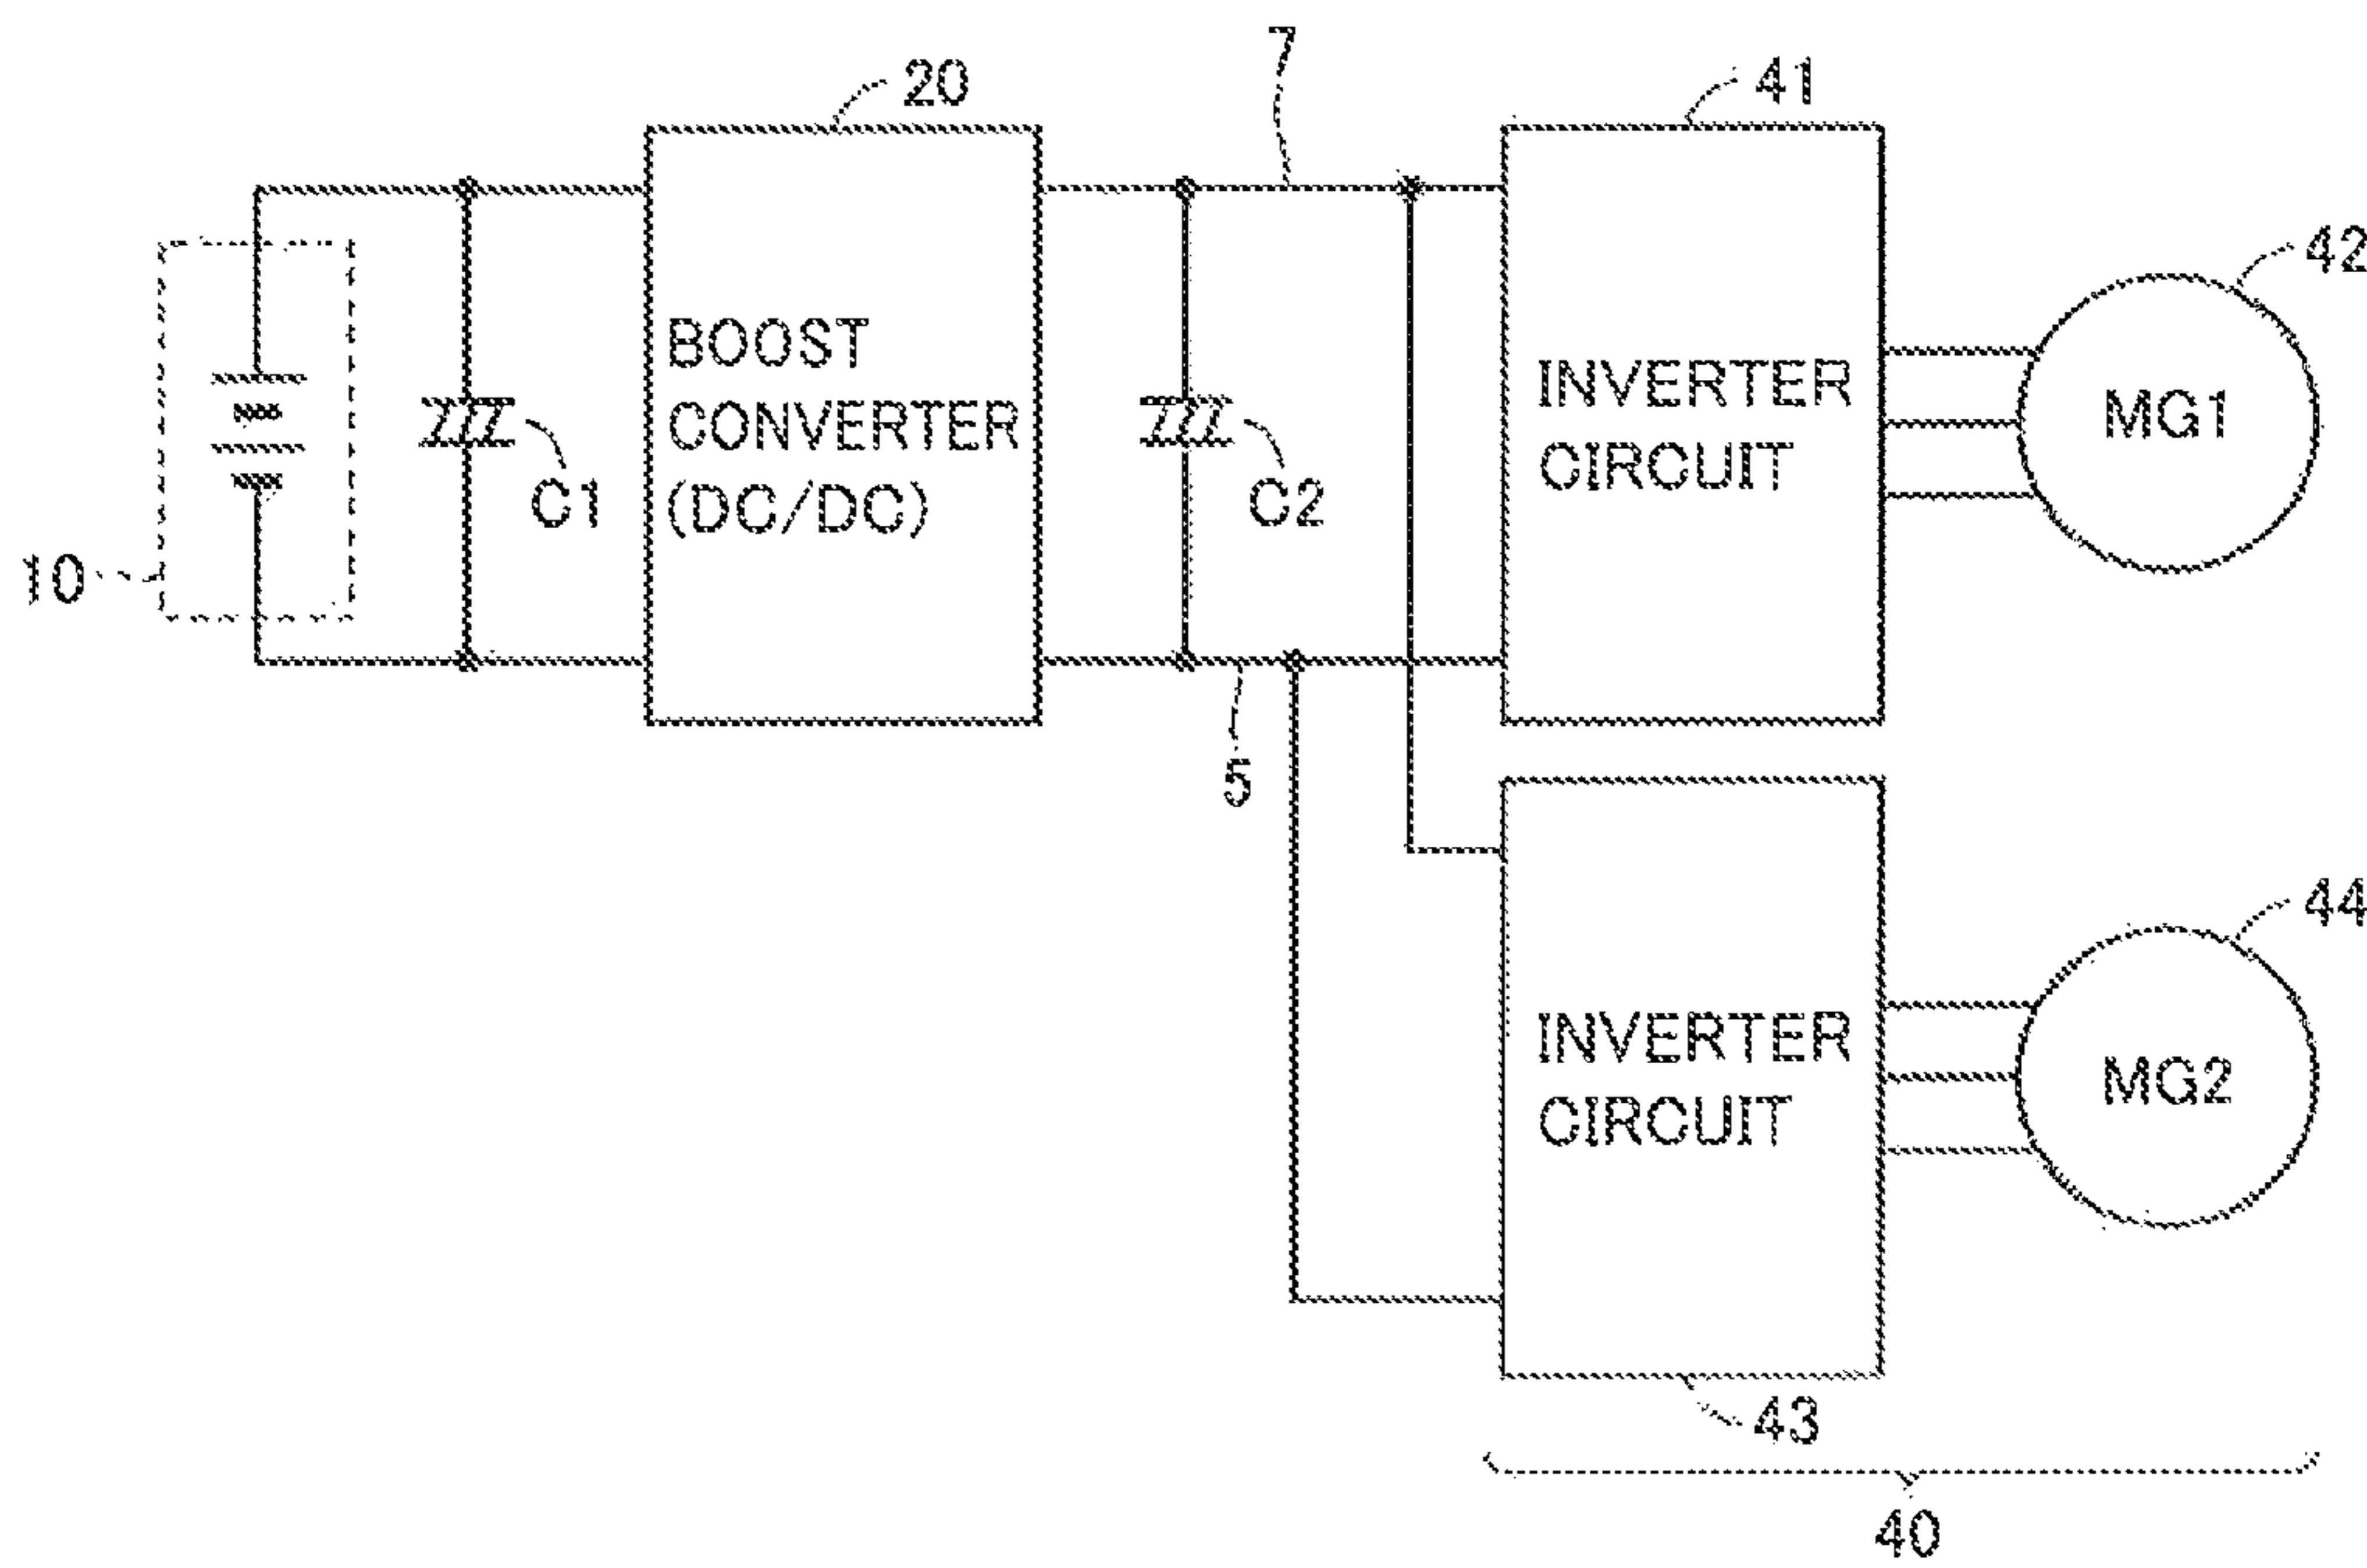 7
20
41
42
BOOST
CONVERTER
(DC/DC)
INVERTER
CIRCUIT
MG1
C1
C2
10
5
44
INVERTER
CIRCUIT
MG2
43
40